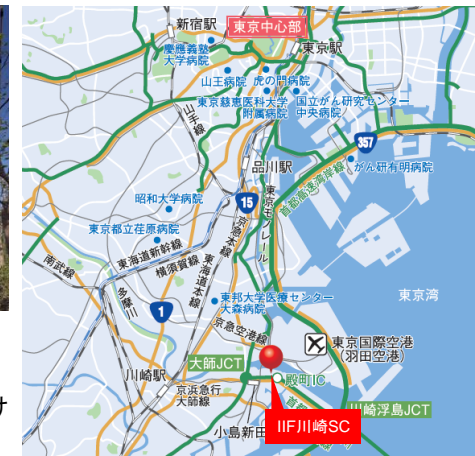 新宿駅
東京中心部
慶應義塾
大学病院
東京駅
山王病院
虎の門病院
東京慈恵医科大学
附属病院
国立がん研究センター
中央病院
山手線
357
品川駅
がん研有明病院
首都高速湾岸線
昭和大学病院
15
東京モノレール
京急本線
東京都立荏原病院
東海道新幹線
横須賀線
東海道本線
南武線
多摩川
東京湾
1
東邦大学医療センター
大森病院
京急空港線
東京国際空港
(羽田空港)
大師JCT
川崎駅
殿町IC
京浜急行
大師線
川崎浮島JCT
け
小島新田
IIF川崎SC